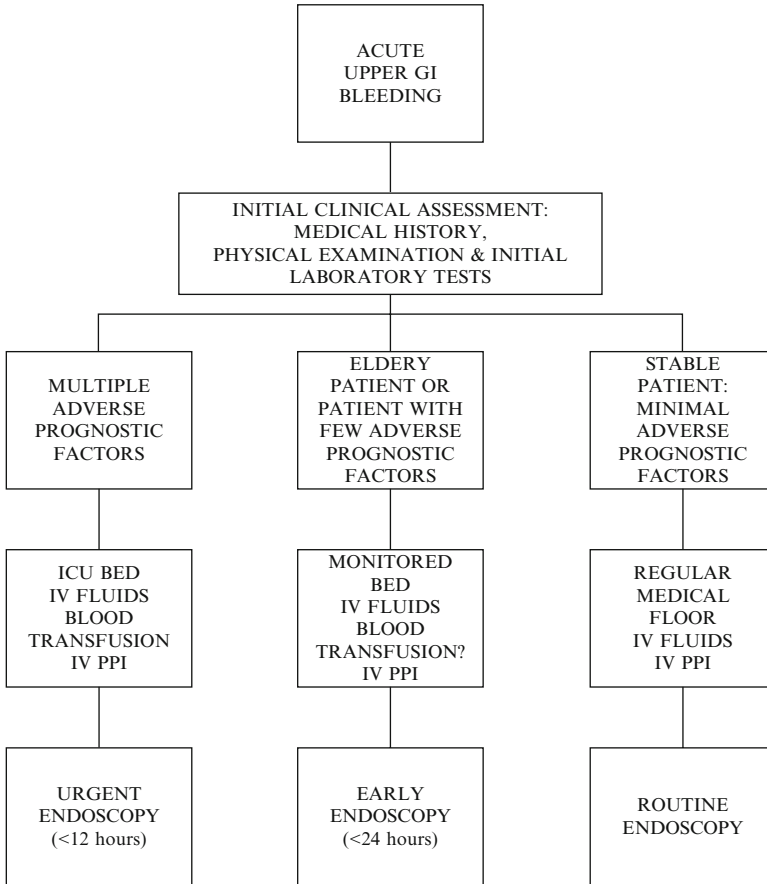 ACUTE
UPPER GI
BLEEDING
INITIAL CLINICAL ASSESSMENT:
MEDICAL HISTORY,
PHYSICAL EXAMINATION & INITIAL
LABORATORY TESTS
MULTIPLE
ADVERSE
PROGNOSTIC
FACTORS
ELDERY
PATIENT OR
PATIENT WITH
FEW ADVERSE
PROGNOSTIC
FACTORS
STABLE
PATIENT:
MINIMAL
ADVERSE
PROGNOSTIC
FACTORS
ICU BED
IV FLUIDS
BLOOD
TRANSFUSION
IV PPI
MONITORED
BED
IV FLUIDS
BLOOD
TRANSFUSION?
IV PPI
REGULAR
MEDICAL
FLOOR
IV FLUIDS
IV PPI
URGENT
ENDOSCOPY
(<12 hours)
EARLY
ENDOSCOPY
(<24 hours)
ROUTINE
ENDOSCOPY